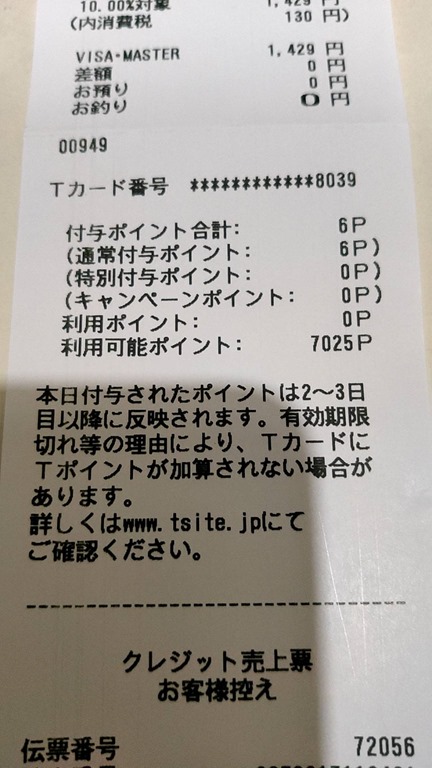 10.00%対象 1,429 円
(内消費税 130 円)
VISA・MASTER 1,429 円
差額 0 円
お預り 0 円
お釣り 0 円
00949
Tカード番号 ************8039
付与ポイント合計: 6P
(通常付与ポイント: 6P)
(特別付与ポイント: 0P)
(キャンペーンポイント: 0P)
利用ポイント: 0P
利用可能ポイント: 7025P
本日付与されたポイントは2〜3日
目以降に反映されます。有効期限
切れ等の理由により、Tカードに
Tポイントが加算されない場合が
あります。
詳しくはwww.tsite.jpにて
ご確認ください。
クレジット売上票
お客様控え
伝票番号 72056